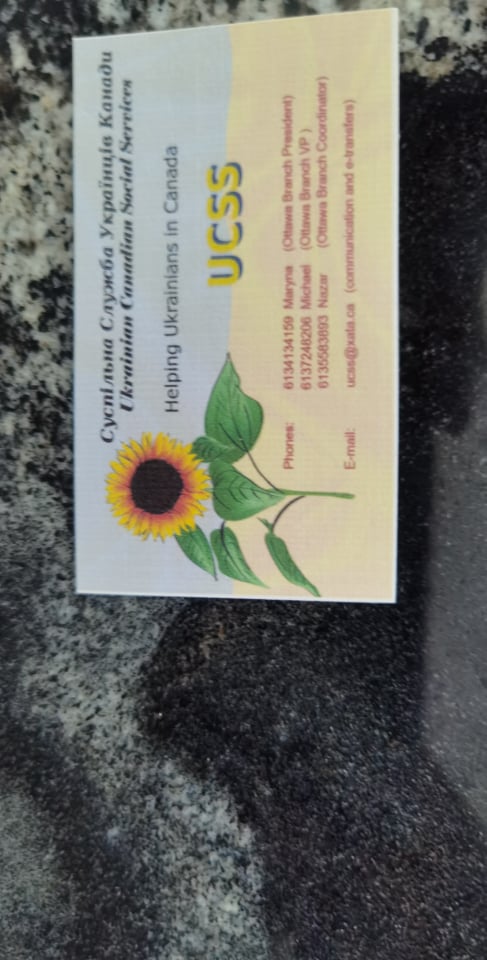 Суспільна Служба Українців Канади
Ukrainian Canadian Social Services
Helping Ukrainians in Canada
UCSS
Phones: 6134134159 Maryna (Ottawa Branch President)
6137248206 Michael (Ottawa Branch VP )
6135583893 Nazar (Ottawa Branch Coordinator)
E-mail: ucss@xata.ca (communication and e-transfers)